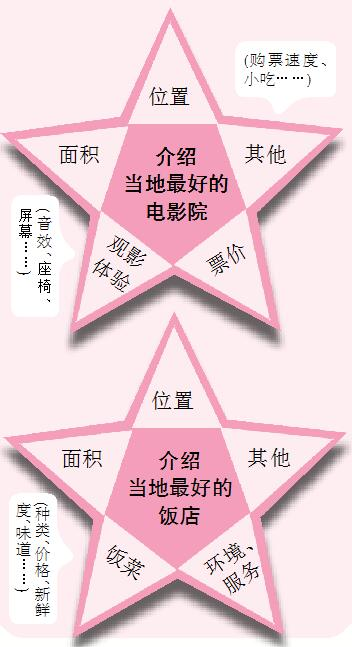 位置
(购票速度、
小吃……)
面积
介绍
当地最好的
电影院
其他
(音效、座椅、
屏幕……)
观影
体验
票价
位置
面积
介绍
当地最好的
饭店
其他
(种类、价格、新鲜
度、味道……)
饭菜
环境、
服务